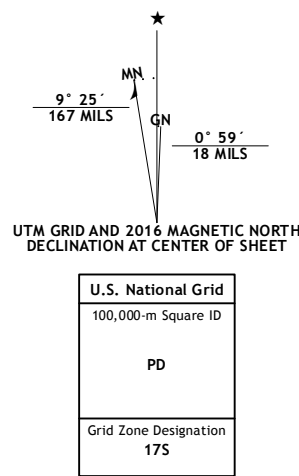 ★
MN
9° 25´
167 MILS
GN
0° 59´
18 MILS
UTM GRID AND 2016 MAGNETIC NORTH
DECLINATION AT CENTER OF SHEET
U.S. National Grid
100,000-m Square ID
PD
Grid Zone Designation
17S